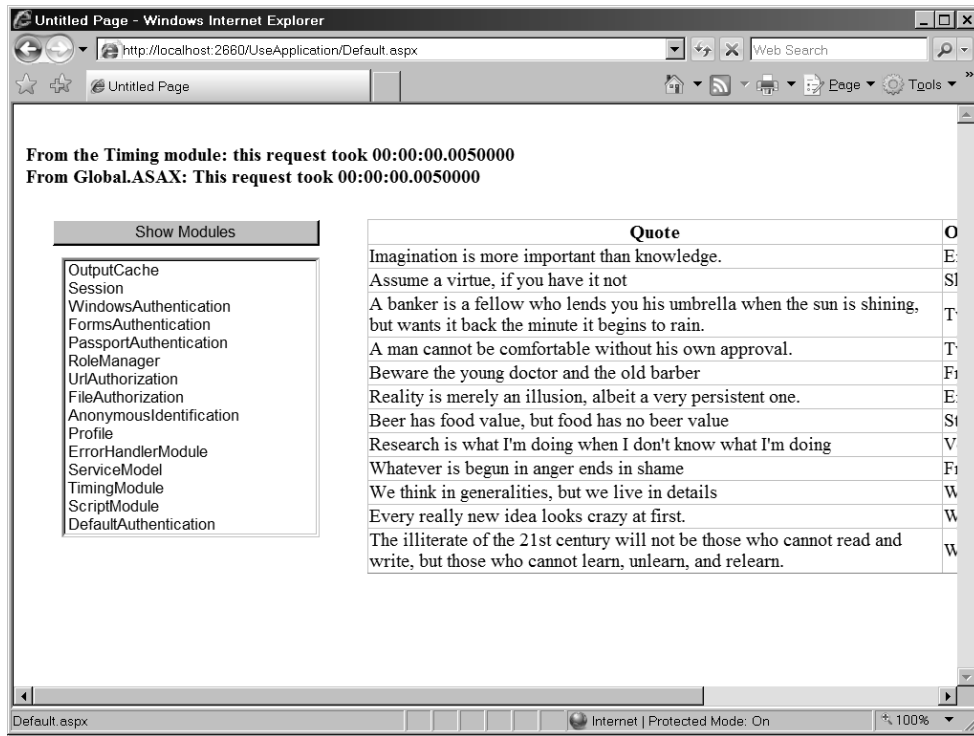 Untitled Page - Windows Internet Explorer
http://localhost:2660/UseApplication/Default.aspx
Web Search
Untitled Page
Page
Tools
From the Timing module: this request took 00:00:00.0050000
From Global.ASAX: This request took 00:00:00.0050000
Show Modules
OutputCache
Session
WindowsAuthentication
FormsAuthentication
PassportAuthentication
RoleManager
UrlAuthorization
FileAuthorization
AnonymousIdentification
Profile
ErrorHandlerModule
ServiceModel
TimingModule
ScriptModule
DefaultAuthentication
Quote
Imagination is more important than knowledge.
Assume a virtue, if you have it not
A banker is a fellow who lends you his umbrella when the sun is shining,
but wants it back the minute it begins to rain.
A man cannot be comfortable without his own approval.
Beware the young doctor and the old barber
Reality is merely an illusion, albeit a very persistent one.
Beer has food value, but food has no beer value
Research is what I'm doing when I don't know what I'm doing
Whatever is begun in anger ends in shame
We think in generalities, but we live in details
Every really new idea looks crazy at first.
The illiterate of the 21st century will not be those who cannot read and
write, but those who cannot learn, unlearn, and relearn.
Default.aspx
Internet | Protected Mode: On
100%